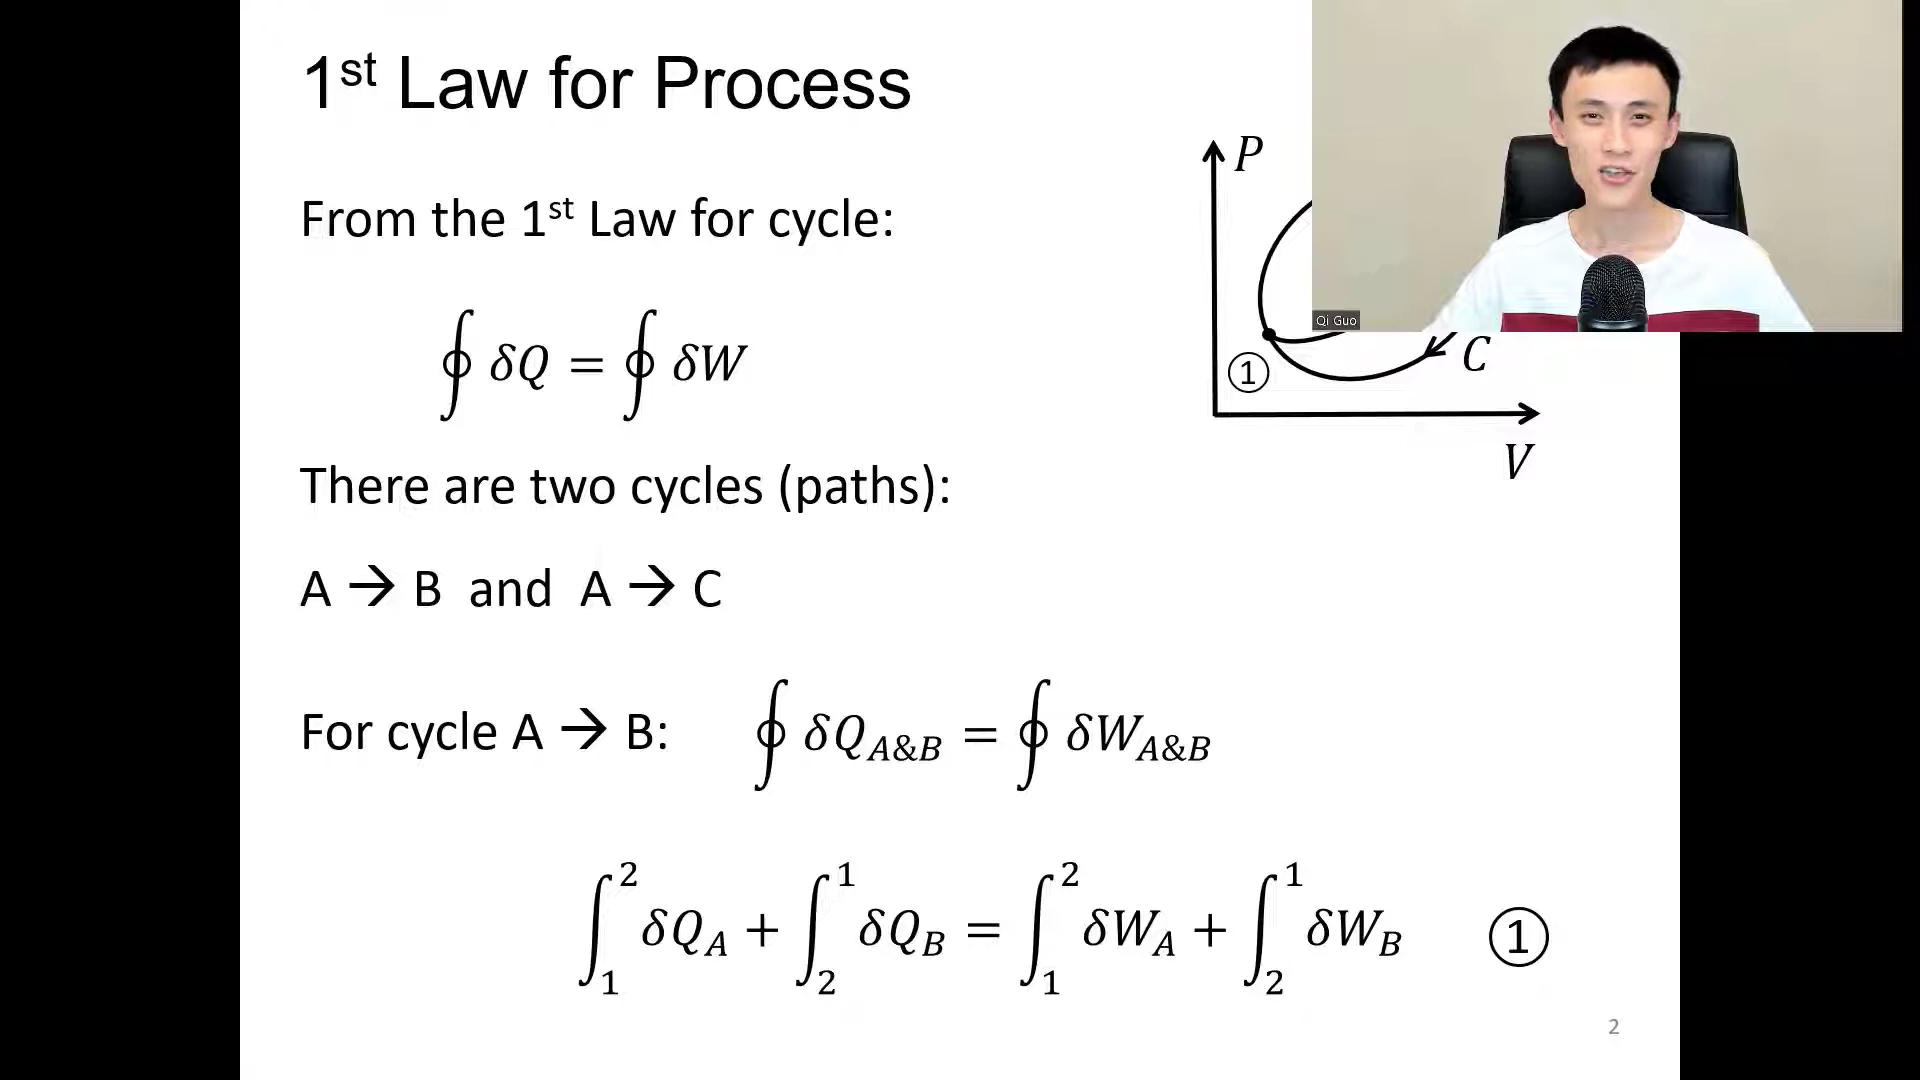 1st Law for Process
From the 1st Law for cycle:
∮ δQ = ∮ δW
There are two cycles (paths):
A → B and A → C
For cycle A → B: ∮ δQ_{A&B} = ∮ δW_{A&B}
∫_1^2 δQ_A + ∫_2^1 δQ_B = ∫_1^2 δW_A + ∫_2^1 δW_B ①
P
Qi Guo
C
①
V
2